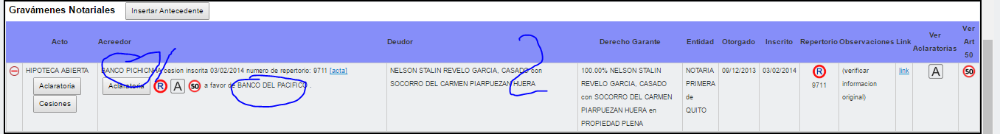 Gravámenes Notariales Insertar Antecedente
Acto Acreedor Deudor Derecho Garante Entidad Otorgado Inscrito Repertorio Observaciones Link Ver Aclaratorias Ver Art 50
HIPOTECA ABIERTA
Aclaratoria
Cesiones
BANCO PICHICNHA cesion inscrita 03/02/2014 numero de repertorio: 9711 [acta]
Aclaratoria R A 50 a favor de BANCO DEL PACIFICO .
NELSON STALIN REVELO GARCIA, CASADO con
SOCORRO DEL CARMEN PIARPUEZAN HUERA
100.00% NELSON STALIN
REVELO GARCIA, CASADO
con SOCORRO DEL CARMEN
PIARPUEZAN HUERA en
PROPIEDAD PLENA
NOTARIA
PRIMERA
de
QUITO
09/12/2013
03/02/2014
R
9711
(verificar
informacion
original)
link
A
50
2